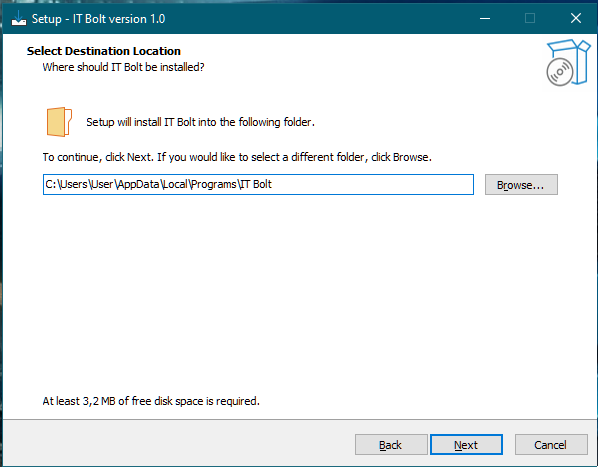 Setup - IT Bolt version 1.0
Select Destination Location
Where should IT Bolt be installed?
Setup will install IT Bolt into the following folder.
To continue, click Next. If you would like to select a different folder, click Browse.
C:\Users\User\AppData\Local\Programs\IT Bolt
Browse...
At least 3,2 MB of free disk space is required.
Back
Next
Cancel